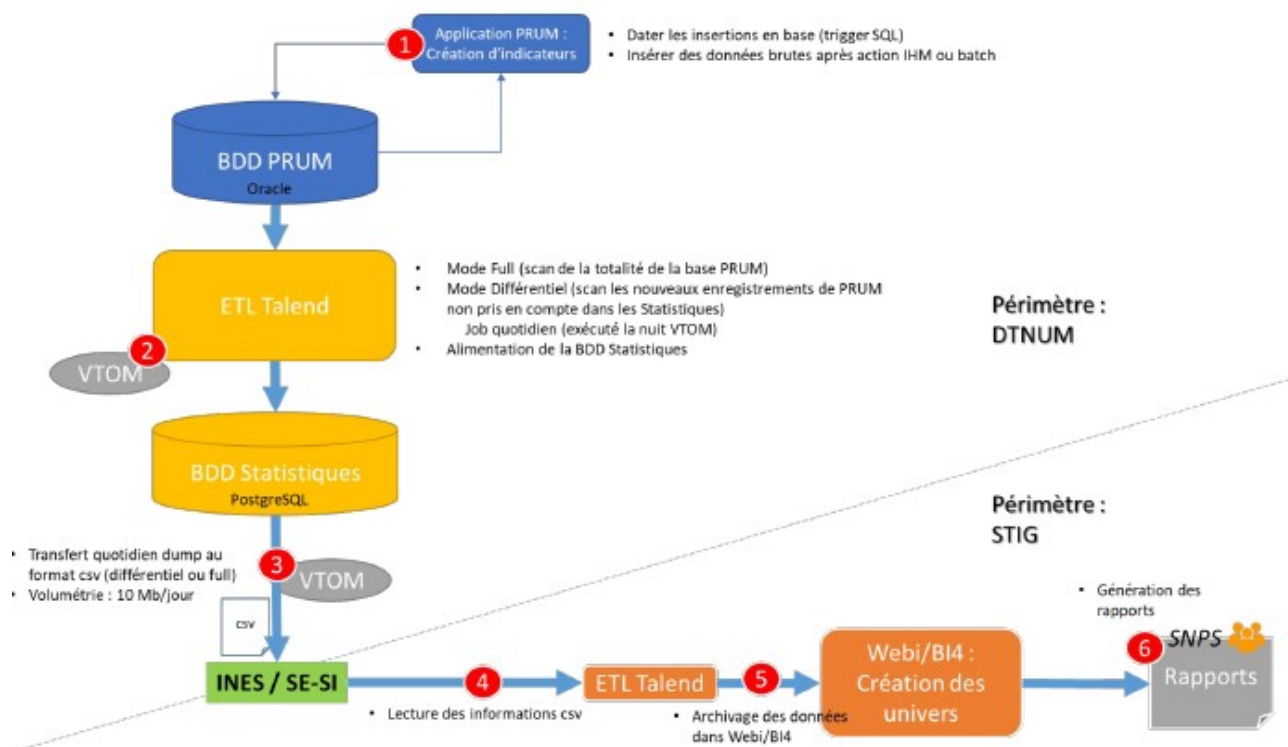 1
Application PRUM :
Création d'indicateurs
• Dater les insertions en base (trigger SQL)
• Insérer des données brutes après action IHM ou batch
BDD PRUM
Oracle
ETL Talend
2
VTOM
• Mode Full (scan de la totalité de la base PRUM)
• Mode Différentiel (scan les nouveaux enregistrements de PRUM
non pris en compte dans les Statistiques)
Job quotidien (exécuté la nuit VTOM)
• Alimentation de la BDD Statistiques
Périmètre :
DTNUM
BDD Statistiques
PostgreSQL
Périmètre :
STIG
• Transfert quotidien dump au
format csv (différentiel ou full)
• Volumétrie : 10 Mb/jour
3
VTOM
csv
INES / SE-SI
4
• Lecture des informations csv
ETL Talend
5
• Archivage des données
dans Webi/BI4
Webi/BI4 :
Création des
univers
• Génération des
rapports
6
SNPS
Rapports